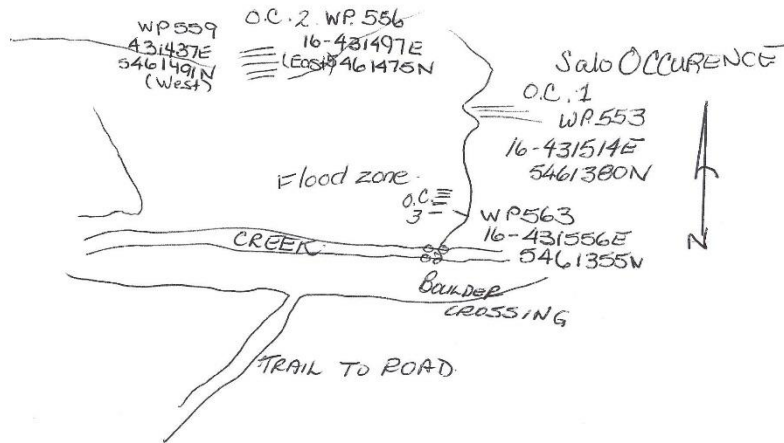 WP559
431437E
5461491N
(West)
O.C. 2 WP. 556
16-431497E
(East) 5461475N
Salo OCCURENCE
O.C. 1
WP.553
16-431514E
5461380N
Flood zone.
O.C.
3
WP563
16-431556E
5461355N
N
CREEK
BOULDER
CROSSING
TRAIL TO ROAD